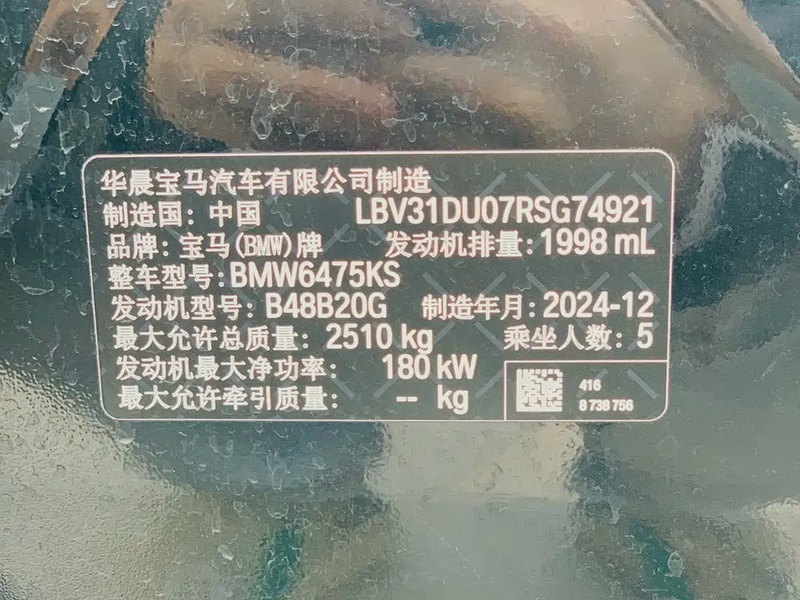 华晨宝马汽车有限公司制造
制造国：中国 LBV31DU07RSG74921
品牌：宝马(BMW)牌 发动机排量：1998 mL
整车型号：BMW6475KS
发动机型号：B48B20G 制造年月：2024-12
最大允许总质量：2510 kg 乘坐人数：5
发动机最大净功率：180 kW
最大允许牵引质量：-- kg
416
8 738 756